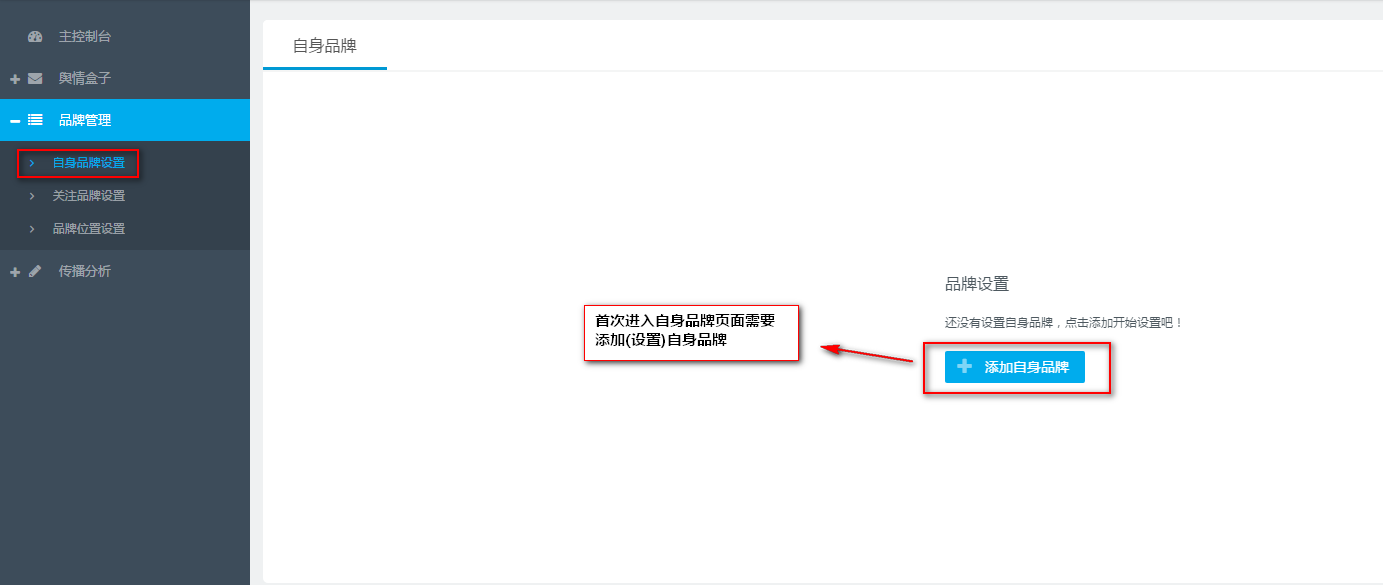 主控制台
舆情盒子
品牌管理
自身品牌设置
关注品牌设置
品牌位置设置
传播分析
自身品牌
品牌设置
还没有设置自身品牌，点击添加开始设置吧！
添加自身品牌
首次进入自身品牌页面需要
添加(设置)自身品牌